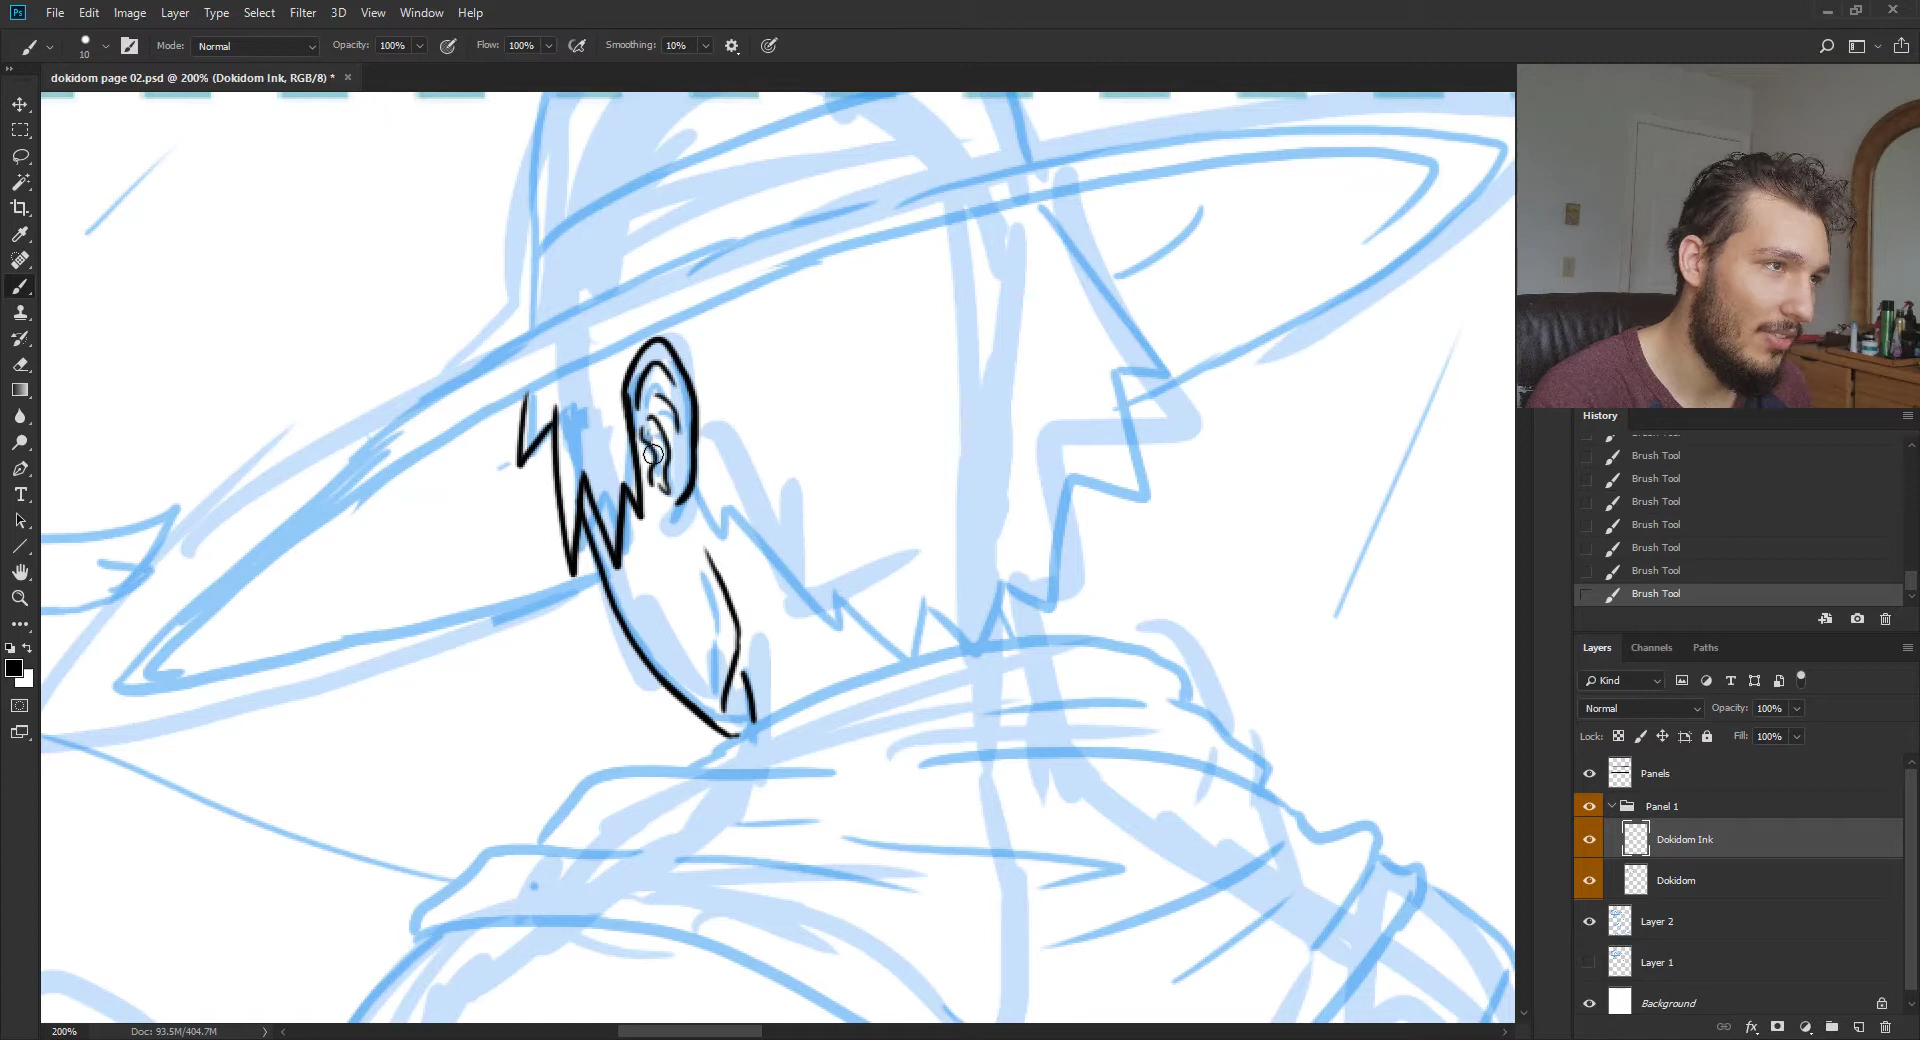 Ps File Edit Image Layer Type Select Filter 3D View Window Help
10 Mode: Normal Opacity: 100% Flow: 100% Smoothing: 10%
dokidom page 02.psd @ 200% (Dokidom Ink, RGB/8) *
History
Brush Tool
Brush Tool
Brush Tool
Brush Tool
Brush Tool
Brush Tool
Brush Tool
Layers Channels Paths
Kind
Normal Opacity: 100%
Lock: Fill: 100%
Panels
Panel 1
Dokidom Ink
Dokidom
Layer 2
Layer 1
Background
fx
200% Doc: 93.5M/404.7M